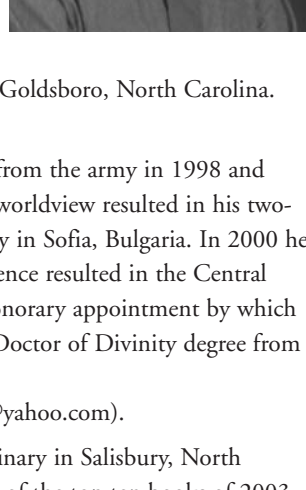 Goldsboro, North Carolina.
from the army in 1998 and
worldview resulted in his two-
y in Sofia, Bulgaria. In 2000 he
ence resulted in the Central
onorary appointment by which
Doctor of Divinity degree from
@yahoo.com).
inary in Salisbury, North
of the top ten books of 2003